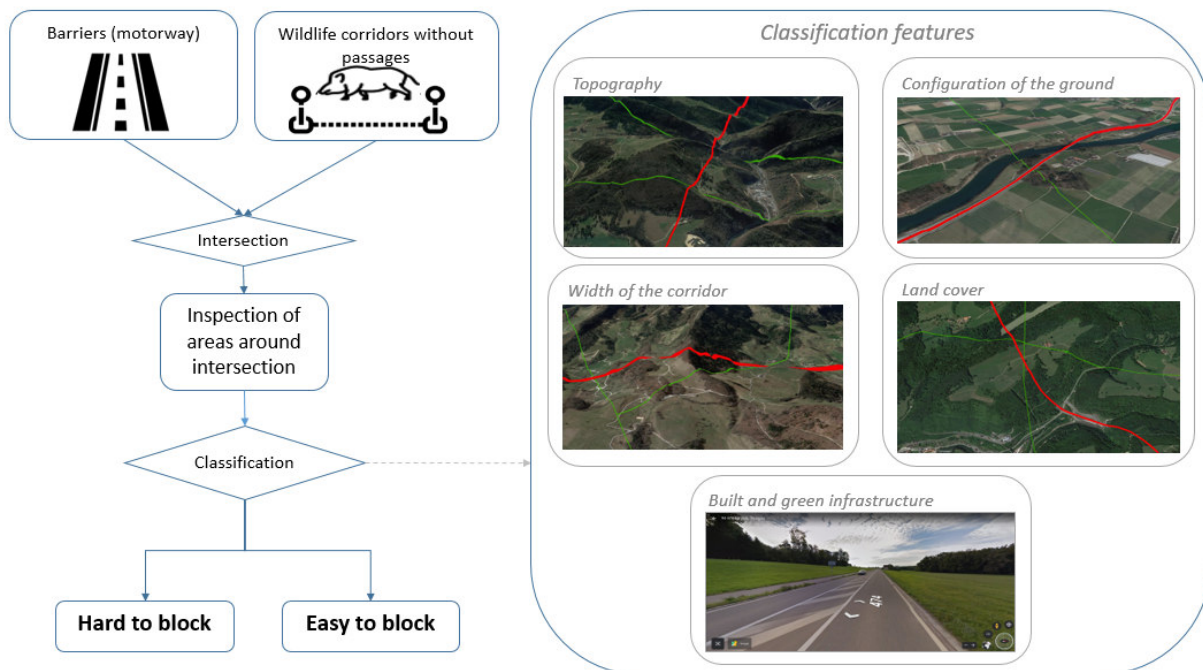 Barriers (motorway)
Wildlife corridors without
passages
Intersection
Inspection of
areas around
intersection
Classification
Hard to block
Easy to block
Classification features
Topography
Configuration of the ground
Width of the corridor
Land cover
Built and green infrastructure
474